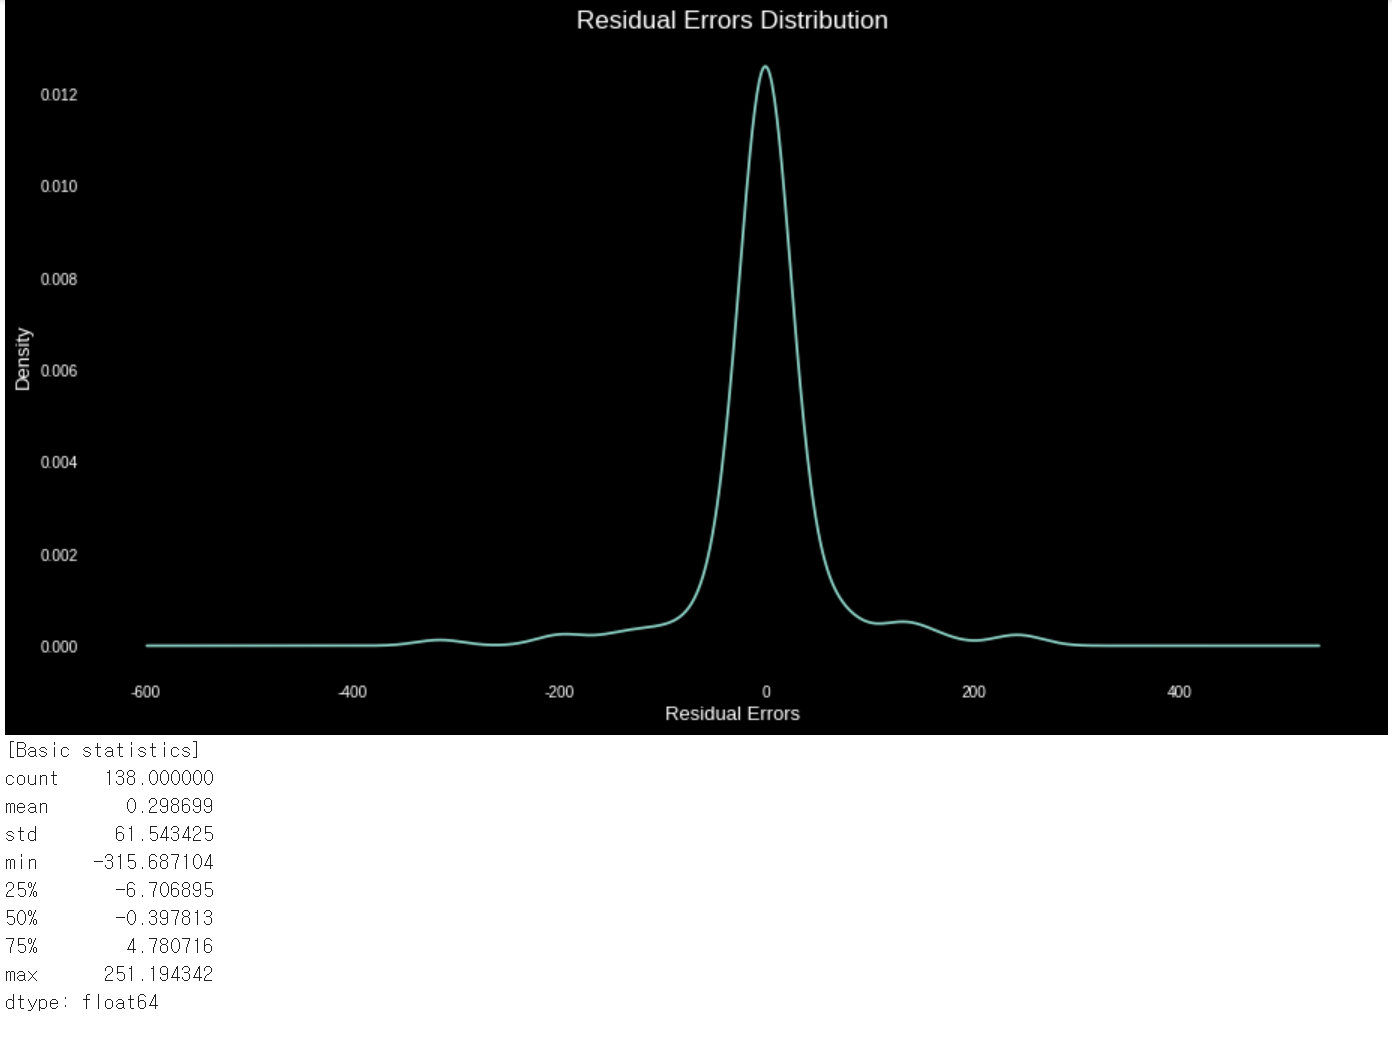 Residual Errors Distribution
0.012
0.010
0.008
0.006
0.004
0.002
0.000
Density
-600 -400 -200 0 200 400
Residual Errors
[Basic statistics]
count 138.000000
mean 0.298699
std 61.543425
min -315.687104
25% -6.706895
50% -0.397813
75% 4.780716
max 251.194342
dtype: float64